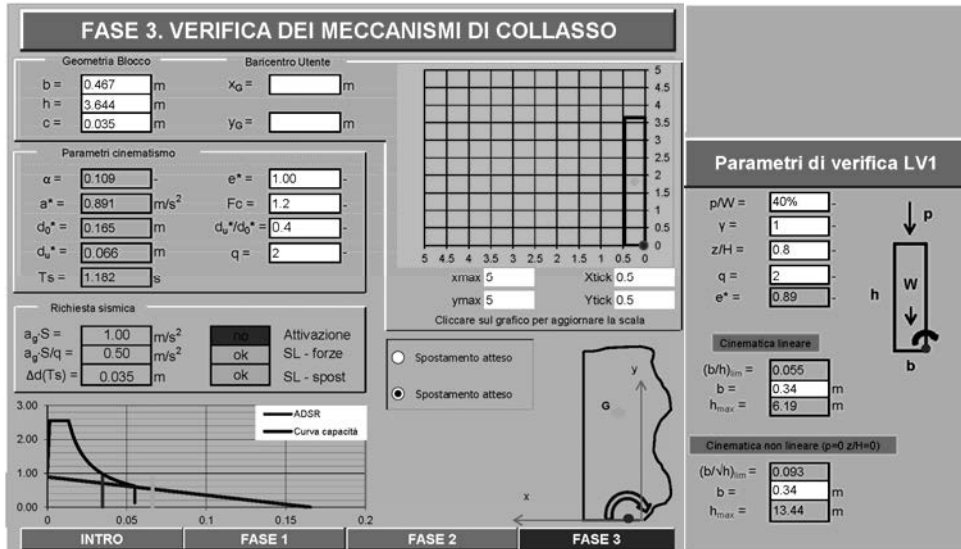 FASE 3. VERIFICA DEI MECCANISMI DI COLLASSO
Geometria Blocco
b = 0.467 m
h = 3.644 m
c = 0.035 m
Baricentro Utente
xG = m
yG = m
Parametri cinematismo
α = 0.109 -
a* = 0.891 m/s²
d₀* = 0.165 m
dᵤ* = 0.066 m
Ts = 1.182 s
e* = 1.00 -
Fc = 1.2 -
dᵤ*/d₀* = 0.4 -
q = 2 -
Richiesta sismica
ag·S = 1.00 m/s²
ag·S/q = 0.50 m/s²
Δd(Ts) = 0.035 m
no Attivazione
ok SL - forze
ok SL - spost
5
4.5
4
3.5
3
2.5
2
1.5
1
0.5
0
5 4.5 4 3.5 3 2.5 2 1.5 1 0.5 0
xmax 5 Xtick 0.5
ymax 5 Ytick 0.5
Cliccare sul grafico per aggiornare la scala
Spostamento atteso
Spostamento atteso
y
G
x
ADSR
Curva capacità
3.00
2.00
1.00
0.00
0 0.05 0.1 0.15 0.2
INTRO FASE 1 FASE 2 FASE 3
Parametri di verifica LV1
p/W = 40% -
γ = 1 -
z/H = 0.8 -
q = 2 -
e* = 0.89 -
p
W
h
b
Cinematica lineare
(b/h)lim = 0.055
b = 0.34 m
hmax = 6.19 m
Cinematica non lineare (p=0 z/H=0)
(b/√h)lim = 0.093
b = 0.34 m
hmax = 13.44 m